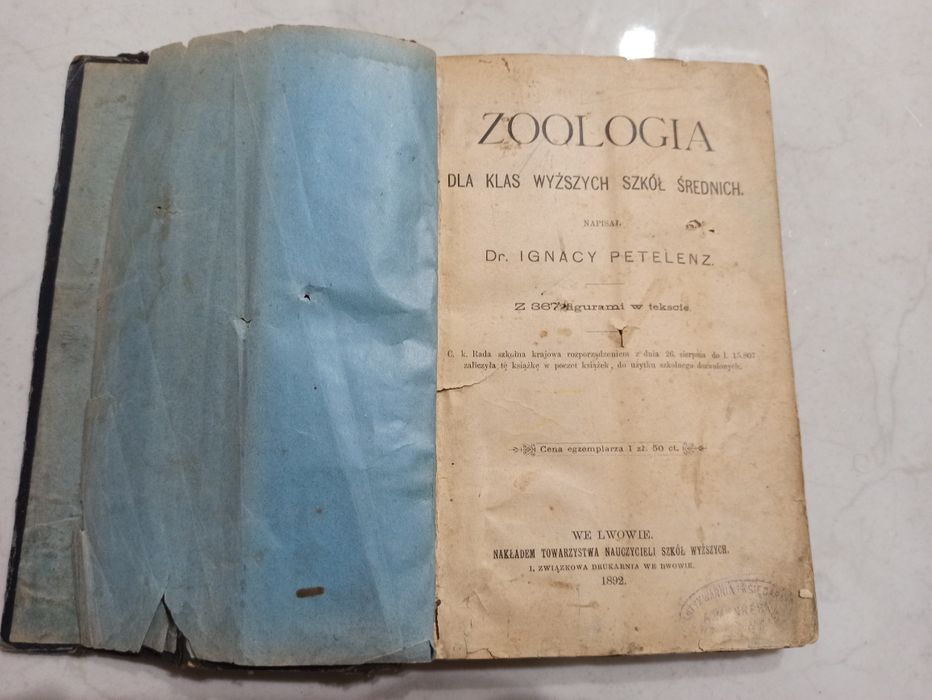 ZOOLOGIA
DLA KLAS WYŻSZYCH SZKÓŁ ŚREDNICH.
NAPISAŁ
Dr. IGNACY PETELENZ.
Z 367 figurami w tekscie.
C. k. Rada szkolna krajowa rozporządzeniem z dnia 26. sierpnia do l. 15.807
zaliczyła tę książkę w poczet książek, do użytku szkolnego dozwolonych.
Cena egzemplarza 1 zł. 50 ct.
WE LWOWIE.
NAKŁADEM TOWARZYSTWA NAUCZYCIELI SZKÓŁ WYŻSZYCH.
I. ZWIĄZKOWA DRUKARNIA WE LWOWIE.
1892.